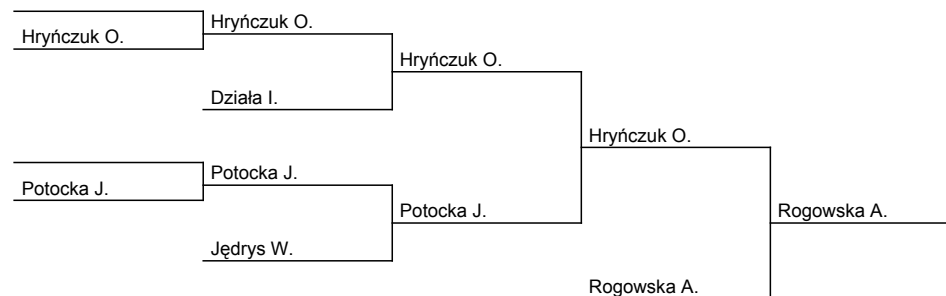 Hryńczuk O.
Hryńczuk O.
Hryńczuk O.
Działa I.
Hryńczuk O.
Potocka J.
Potocka J.
Potocka J.
Rogowska A.
Jędrys W.
Rogowska A.